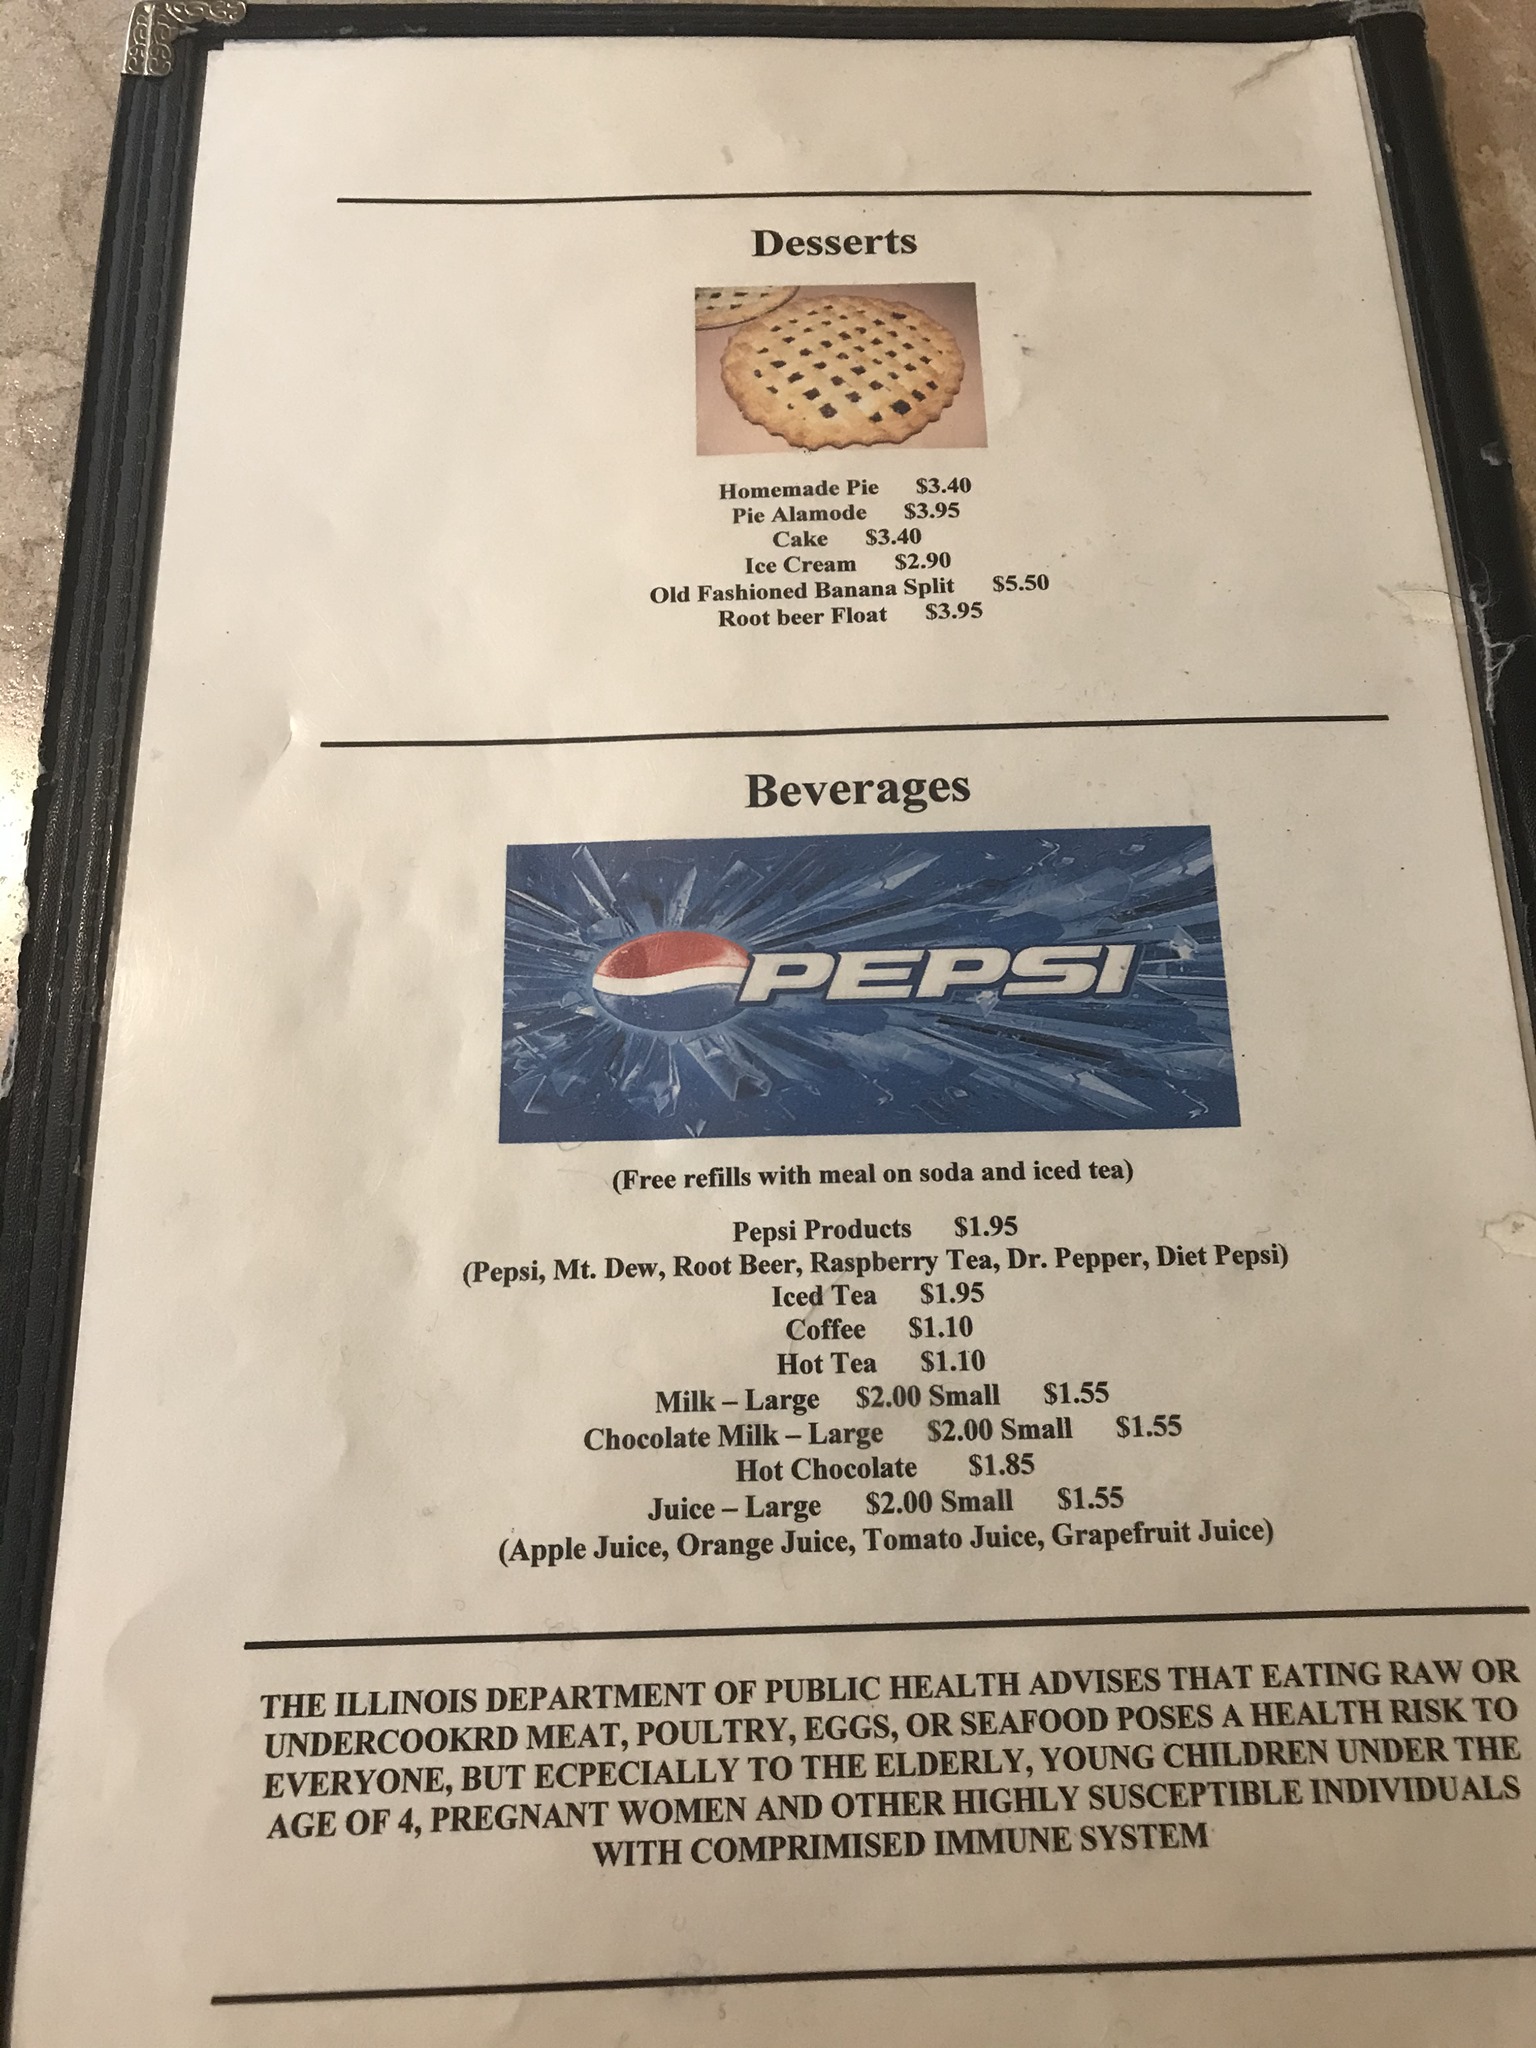 Desserts
Homemade Pie $3.40
Pie Alamode $3.95
Cake $3.40
Ice Cream $2.90
Old Fashioned Banana Split $5.50
Root beer Float $3.95
Beverages
PEPSI
(Free refills with meal on soda and iced tea)
Pepsi Products $1.95
(Pepsi, Mt. Dew, Root Beer, Raspberry Tea, Dr. Pepper, Diet Pepsi)
Iced Tea $1.95
Coffee $1.10
Hot Tea $1.10
Milk – Large $2.00 Small $1.55
Chocolate Milk – Large $2.00 Small $1.55
Hot Chocolate $1.85
Juice – Large $2.00 Small $1.55
(Apple Juice, Orange Juice, Tomato Juice, Grapefruit Juice)
THE ILLINOIS DEPARTMENT OF PUBLIC HEALTH ADVISES THAT EATING RAW OR
UNDERCOOKRD MEAT, POULTRY, EGGS, OR SEAFOOD POSES A HEALTH RISK TO
EVERYONE, BUT ECPECIALLY TO THE ELDERLY, YOUNG CHILDREN UNDER THE
AGE OF 4, PREGNANT WOMEN AND OTHER HIGHLY SUSCEPTIBLE INDIVIDUALS
WITH COMPRIMISED IMMUNE SYSTEM